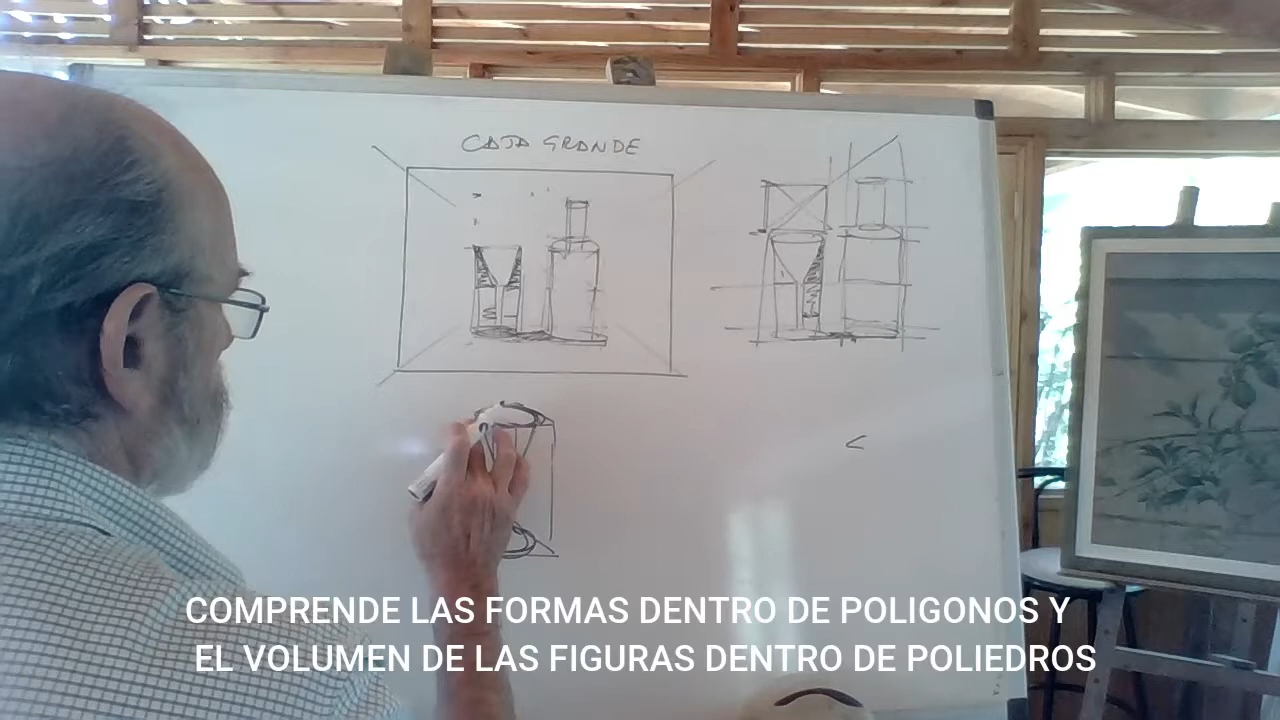 CAJA GRANDE
COMPRENDE LAS FORMAS DENTRO DE POLIGONOS Y
EL VOLUMEN DE LAS FIGURAS DENTRO DE POLIEDROS